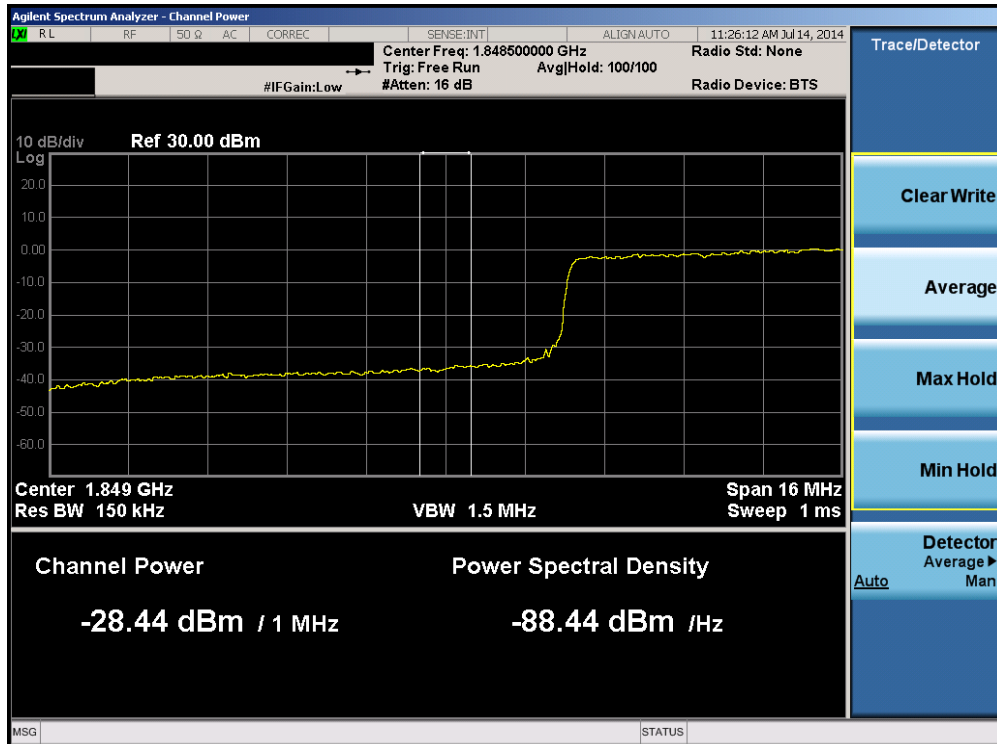 Agilent Spectrum Analyzer - Channel Power
LXI RL RF 50 Ω AC CORREC SENSE:INT ALIGN AUTO 11:26:12 AM Jul 14, 2014
Center Freq: 1.848500000 GHz Radio Std: None
Trig: Free Run Avg|Hold: 100/100
#IFGain:Low #Atten: 16 dB Radio Device: BTS
10 dB/div Ref 30.00 dBm
Log
20.0
10.0
0.00
-10.0
-20.0
-30.0
-40.0
-50.0
-60.0
Center 1.849 GHz Span 16 MHz
Res BW 150 kHz VBW 1.5 MHz Sweep 1 ms
Channel Power Power Spectral Density
-28.44 dBm / 1 MHz -88.44 dBm /Hz
Trace/Detector
Clear Write
Average
Max Hold
Min Hold
Detector
Average▶
Auto Man
MSG STATUS